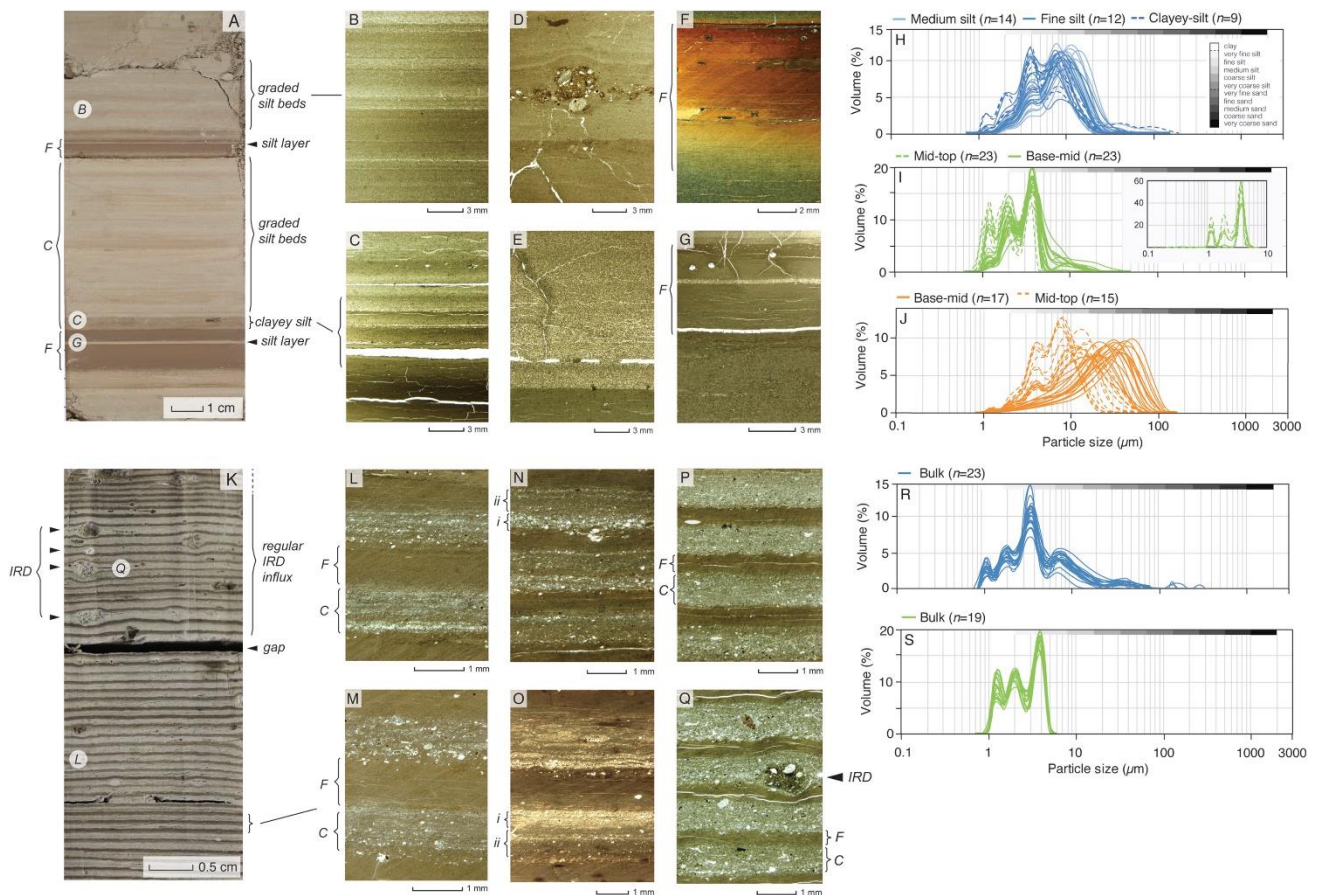 A
B
graded
silt beds
F
silt layer
C
graded
silt beds
C
clayey silt
G
silt layer
F
1 cm
B
3 mm
D
3 mm
F
F
2 mm
C
3 mm
E
3 mm
G
F
3 mm
Medium silt (n=14) Fine silt (n=12) Clayey-silt (n=9)
H
Volume (%)
15
10
5
0
clay
very fine silt
fine silt
medium silt
coarse silt
very coarse silt
very fine sand
fine sand
medium sand
coarse sand
very coarse sand
Mid-top (n=23) Base-mid (n=23)
I
Volume (%)
20
15
10
5
0
60
40
20
0
0.1 1 10
Base-mid (n=17) Mid-top (n=15)
J
Volume (%)
15
10
5
0
0.1 1 10 100 1000 3000
Particle size (µm)
K
IRD
Q
regular
IRD
influx
gap
L
0.5 cm
L
F
C
1 mm
N
ii
i
1 mm
P
F
C
1 mm
M
F
C
1 mm
O
i
ii
1 mm
Q
IRD
F
C
1 mm
Bulk (n=23)
R
Volume (%)
15
10
5
0
Bulk (n=19)
S
Volume (%)
20
15
10
5
0
0.1 1 10 100 1000 3000
Particle size (µm)